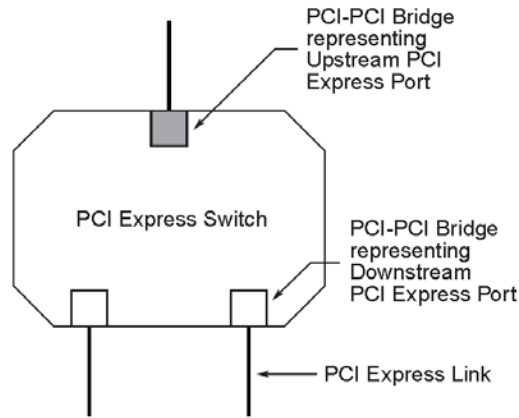 PCI-PCI Bridge
representing
Upstream PCI
Express Port
PCI Express Switch
PCI-PCI Bridge
representing
Downstream
PCI Express Port
PCI Express Link